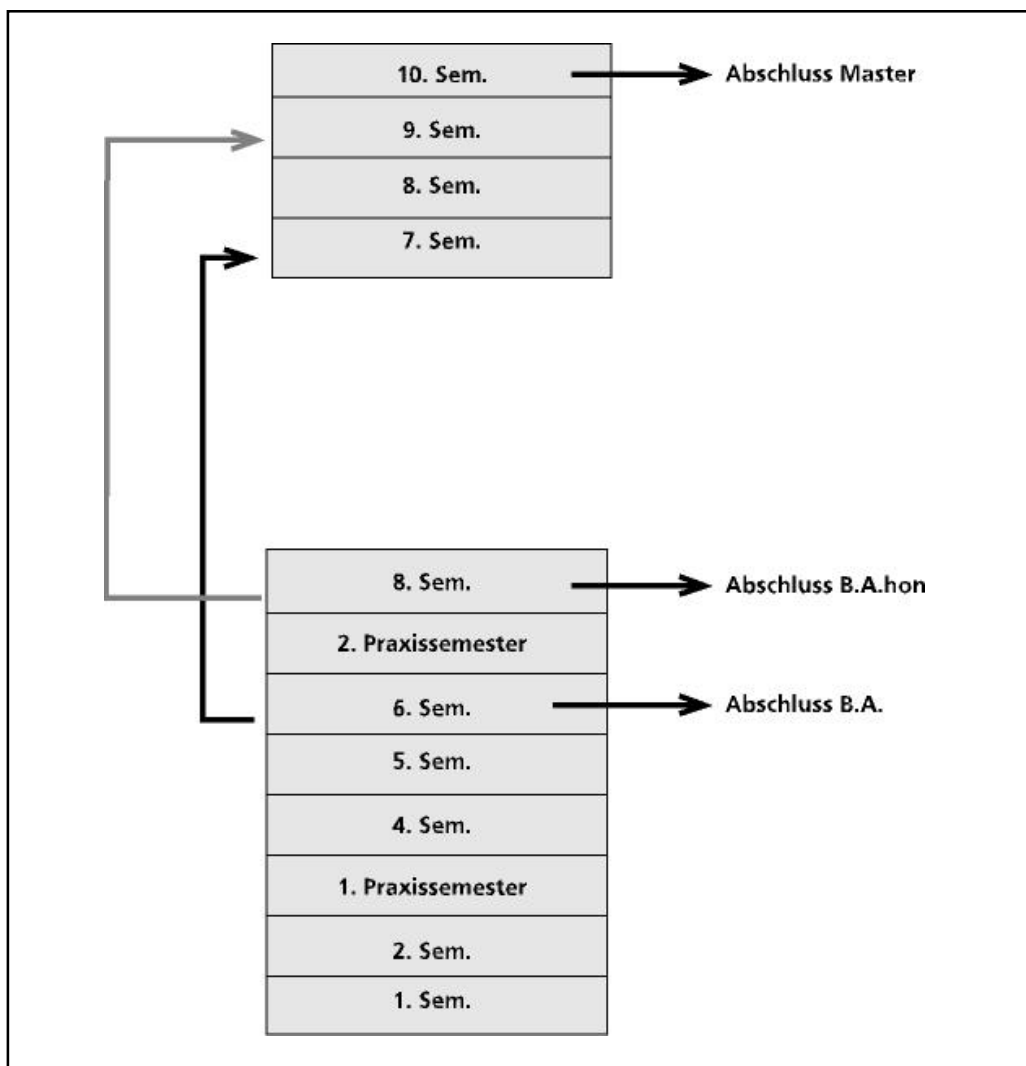 10. Sem.
Abschluss Master
9. Sem.
8. Sem.
7. Sem.
8. Sem.
Abschluss B.A.hon
2. Praxissemester
6. Sem.
Abschluss B.A.
5. Sem.
4. Sem.
1. Praxissemester
2. Sem.
1. Sem.